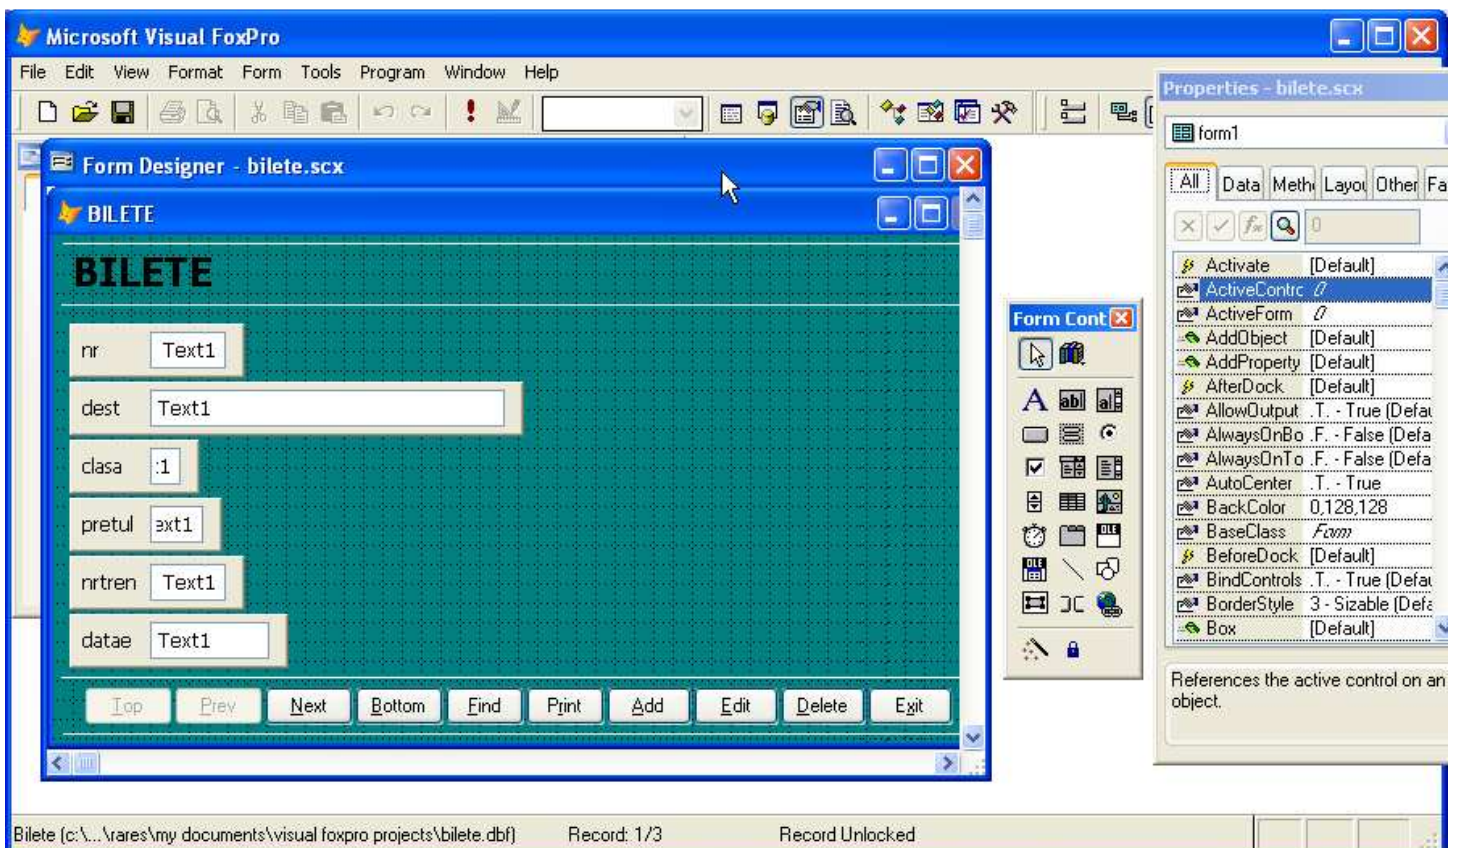 Microsoft Visual FoxPro
File Edit View Format Form Tools Program Window Help
Properties - bilete.scx
form1
Form Designer - bilete.scx
BILETE
BILETE
nr Text1
dest Text1
clasa :1
pretul ext1
nrtren Text1
datae Text1
Top Prev Next Bottom Find Print Add Edit Delete Exit
Form Cont
All Data Meth Layou Other Fa
0
Activate [Default]
ActiveContrc 0
ActiveForm 0
AddObject [Default]
AddProperty [Default]
AfterDock [Default]
AllowOutput .T. - True (Defau
AlwaysOnBo .F. - False (Defa
AlwaysOnTo .F. - False (Defa
AutoCenter .T. - True
BackColor 0,128,128
BaseClass Form
BeforeDock [Default]
BindControls .T. - True (Defau
BorderStyle 3 - Sizable (Defa
Box [Default]
References the active control on an
object.
Bilete (c:\...\rares\my documents\visual foxpro projects\bilete.dbf) Record: 1/3 Record Unlocked